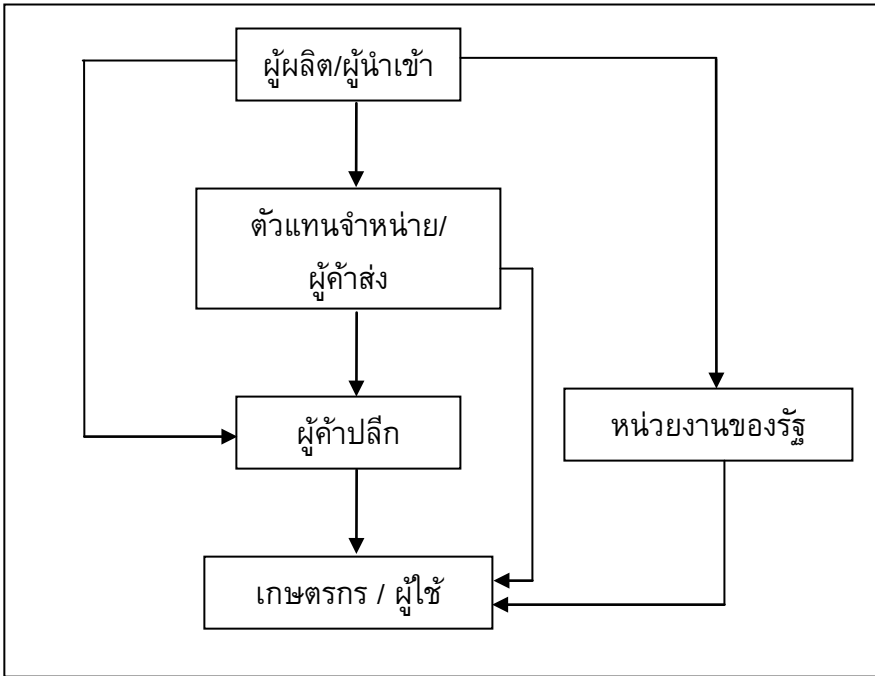 ผู้ผลิต/ผู้นำเข้า
ตัวแทนจำหน่าย/
ผู้ค้าส่ง
ผู้ค้าปลีก
หน่วยงานของรัฐ
เกษตรกร / ผู้ใช้